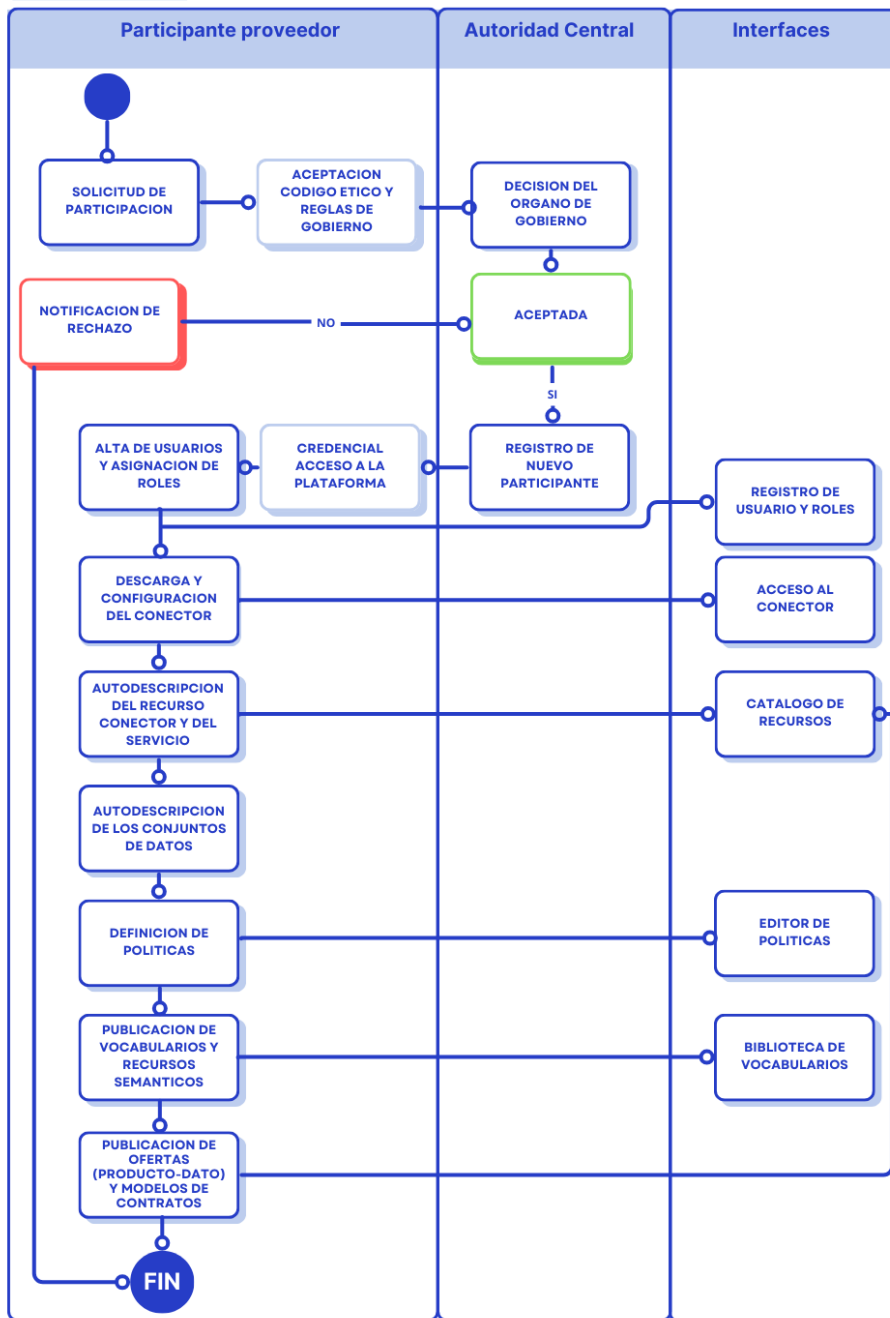 Participante proveedor
Autoridad Central
Interfaces
SOLICITUD DE
PARTICIPACION
ACEPTACION
CODIGO ETICO Y
REGLAS DE
GOBIERNO
DECISION DEL
ORGANO DE
GOBIERNO
NOTIFICACION DE
RECHAZO
NO
ACEPTADA
SI
ALTA DE USUARIOS
Y ASIGNACION DE
ROLES
CREDENCIAL
ACCESO A LA
PLATAFORMA
REGISTRO DE
NUEVO
PARTICIPANTE
REGISTRO DE
USUARIO Y ROLES
DESCARGA Y
CONFIGURACION
DEL CONECTOR
ACCESO AL
CONECTOR
AUTODESCRIPCION
DEL RECURSO
CONECTOR Y DEL
SERVICIO
CATALOGO DE
RECURSOS
AUTODESCRIPCION
DE LOS CONJUNTOS
DE DATOS
DEFINICION DE
POLITICAS
EDITOR DE
POLITICAS
PUBLICACION DE
VOCABULARIOS Y
RECURSOS
SEMANTICOS
BIBLIOTECA DE
VOCABULARIOS
PUBLICACION DE
OFERTAS
(PRODUCTO-DATO)
Y MODELOS DE
CONTRATOS
FIN